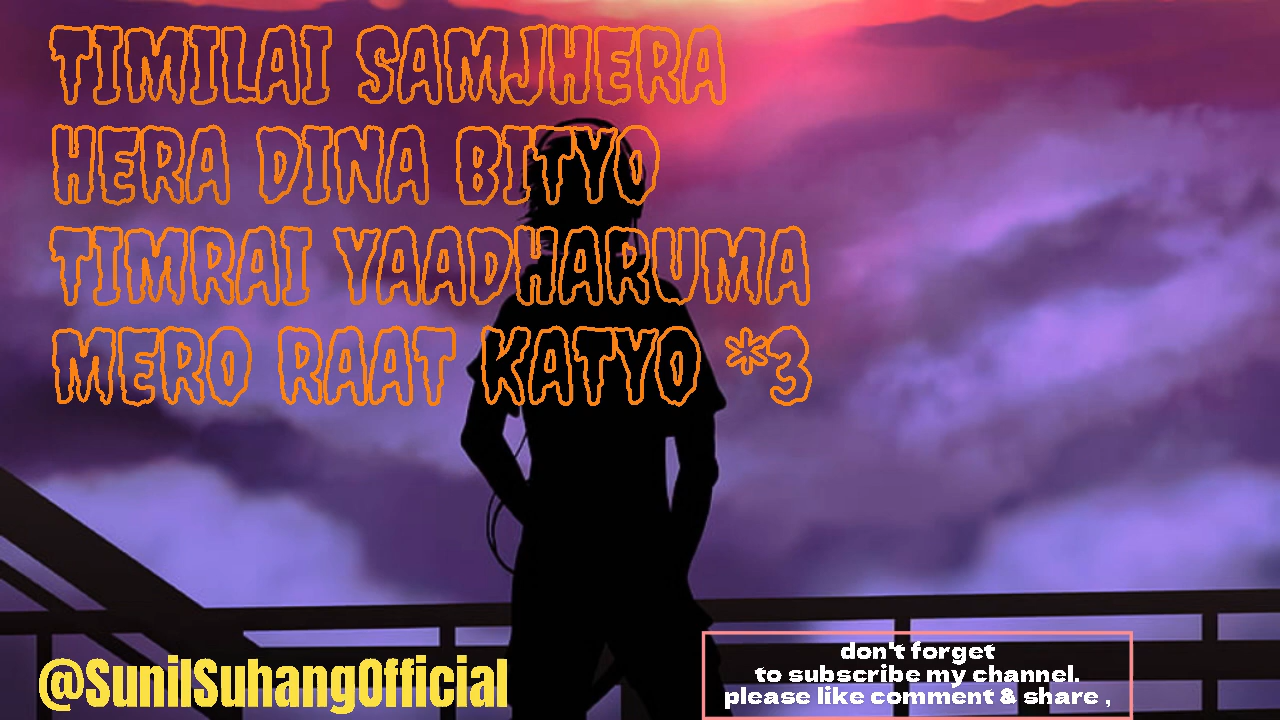 TIMILAI SAMJHERA
HERA DINA BITYO
TIMRAI YAADHARUMA
MERO RAAT KATYO *3
@SunilSuhangOfficial
don't forget
to subscribe my channel.
please like comment & share ,